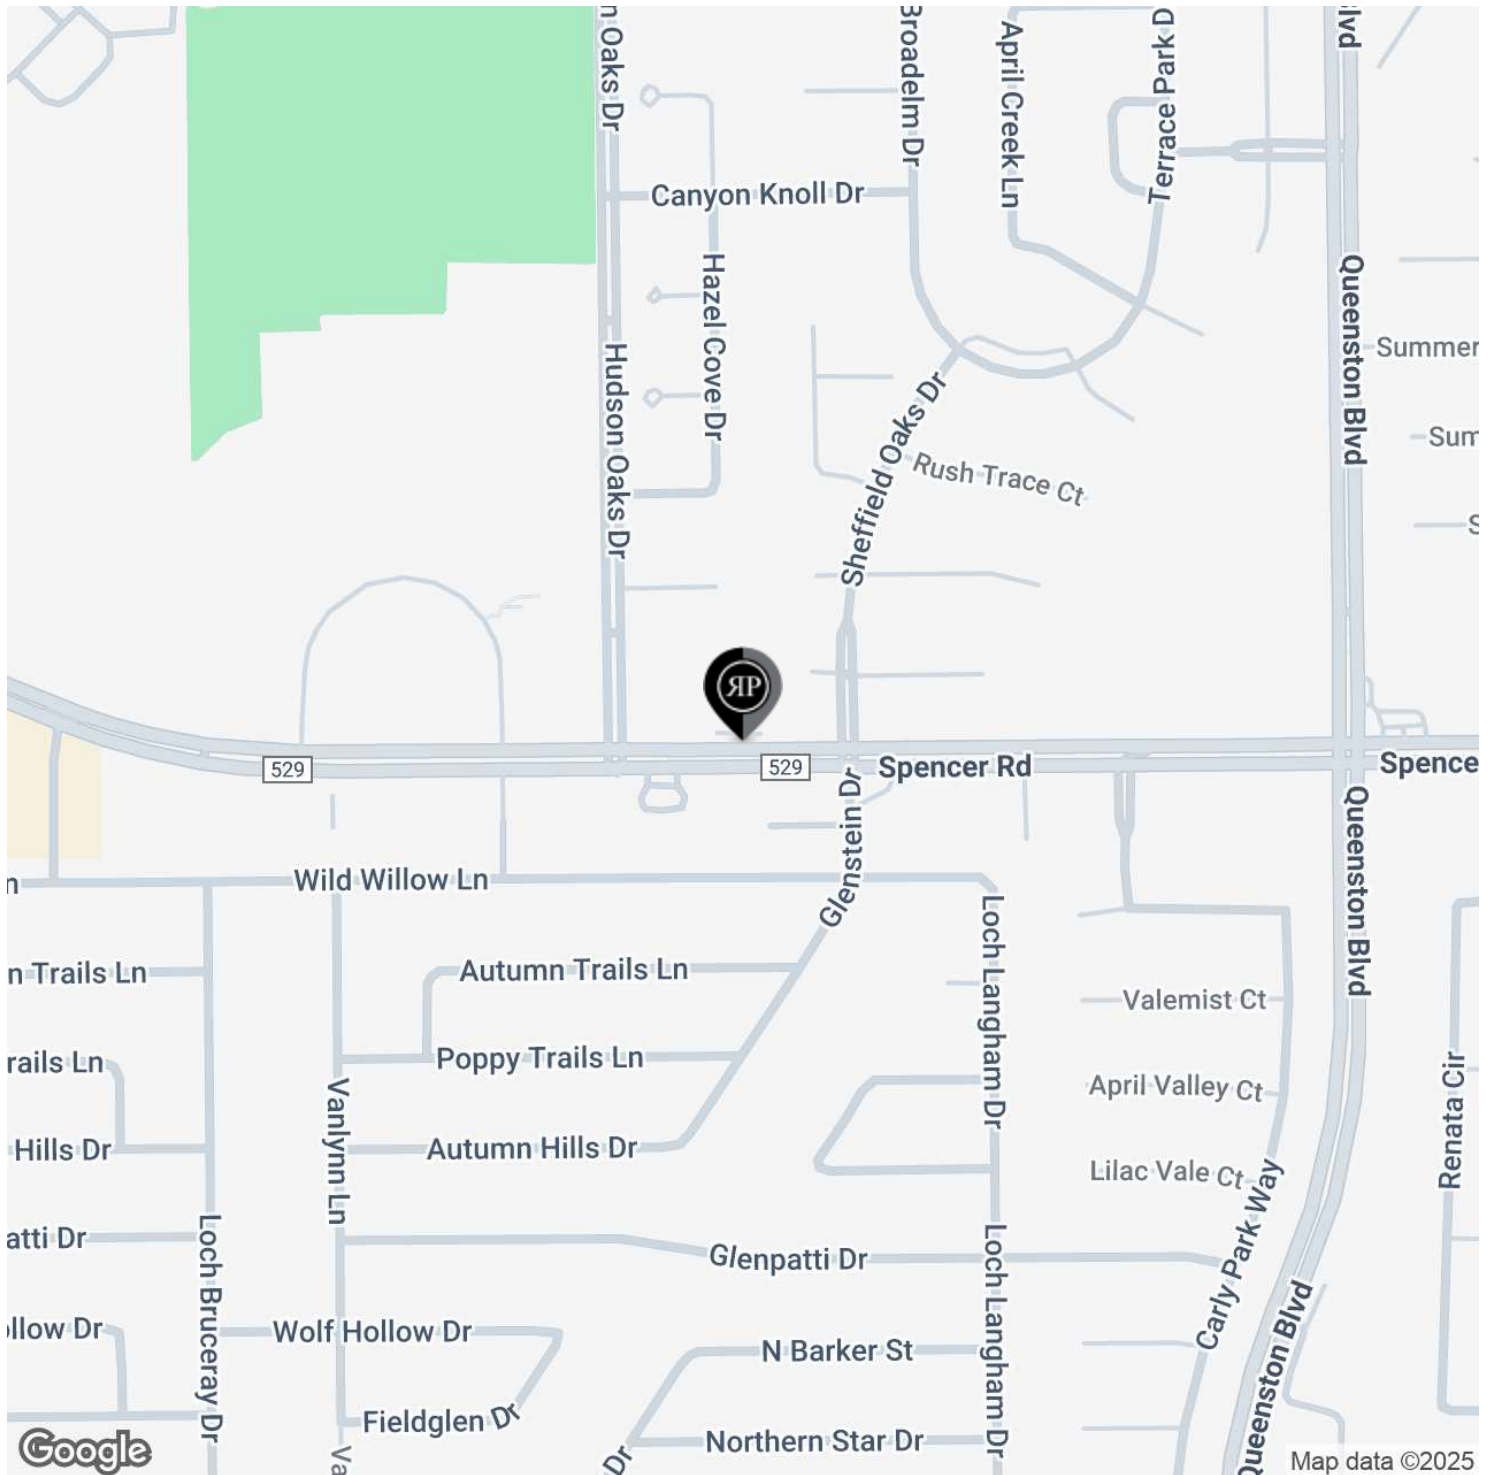 n Oaks Dr
Broadelm Dr
April Creek Ln
Terrace Park D
lvd
Canyon Knoll Dr
Hazel Cove Dr
Hudson Oaks Dr
Queenston Blvd
Summer
Sheffield Oaks Dr
Sum
Rush Trace Ct
S
RP
529
529
Spencer Rd
Spence
Glenstein Dr
Queenston Blvd
n
Wild Willow Ln
Loch Langham Dr
n Trails Ln
Autumn Trails Ln
Valemist Ct
rails Ln
Poppy Trails Ln
April Valley Ct
Renata Cir
Vanlynn Ln
Hills Dr
Autumn Hills Dr
Lilac Vale Ct
Carly Park Way
atti Dr
Loch Bruceray Dr
Glenpatti Dr
Loch Langham Dr
ollow Dr
Wolf Hollow Dr
N Barker St
Queenston Blvd
Fieldglen Dr
Northern Star Dr
Va
Dr
Google
Map data ©2025